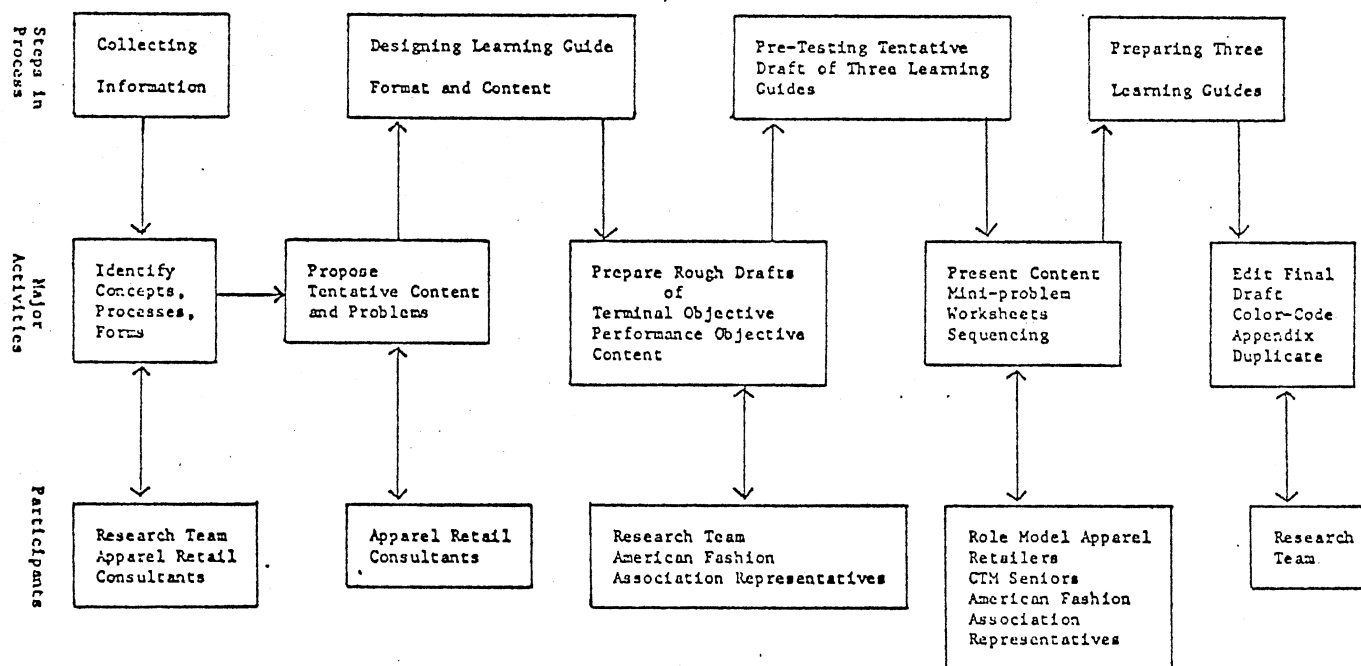 Steps in
Process
Collecting
Information
Designing Learning Guide
Format and Content
Pre-Testing Tentative
Draft of Three Learning
Guides
Preparing Three
Learning Guides
Major
Activities
Identify
Concepts,
Processes,
Forms
Propose
Tentative Content
and Problems
Prepare Rough Drafts
of
Terminal Objective
Performance Objective
Content
Present Content
Mini-problem
Worksheets
Sequencing
Edit Final
Draft
Color-Code
Appendix
Duplicate
Participants
Research Team
Apparel Retail
Consultants
Apparel Retail
Consultants
Research Team
American Fashion
Association Representatives
Role Model Apparel
Retailers
CTM Seniors
American Fashion
Association
Representatives
Research
Team